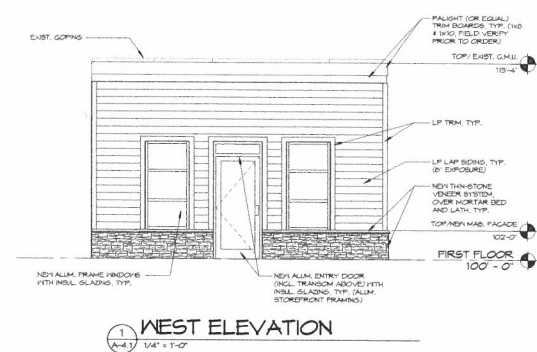 EXIST. COPING
PALIGHT (OR EQUAL)
TRIM BOARDS, TYP. (1x8
& 1x10, FIELD VERIFY
PRIOR TO ORDER)
TOP/ EXIST. C.M.U.
113'-4"
LP TRIM, TYP.
LP LAP SIDING, TYP.
(6" EXPOSURE)
NEW THIN-STONE
VENEER SYSTEM,
OVER MORTAR BED
AND LATH, TYP.
TOP/NEW MAS. FACADE
102'-0"
FIRST FLOOR
100' - 0"
NEW ALUM. FRAME WINDOWS
WITH INSUL. GLAZING, TYP.
NEW ALUM. ENTRY DOOR
(INCL. TRANSOM ABOVE) WITH
INSUL. GLAZING, TYP. (ALUM.
STOREFRONT FRAMING)
1
A-4.1
WEST ELEVATION
1/4" = 1'-0"